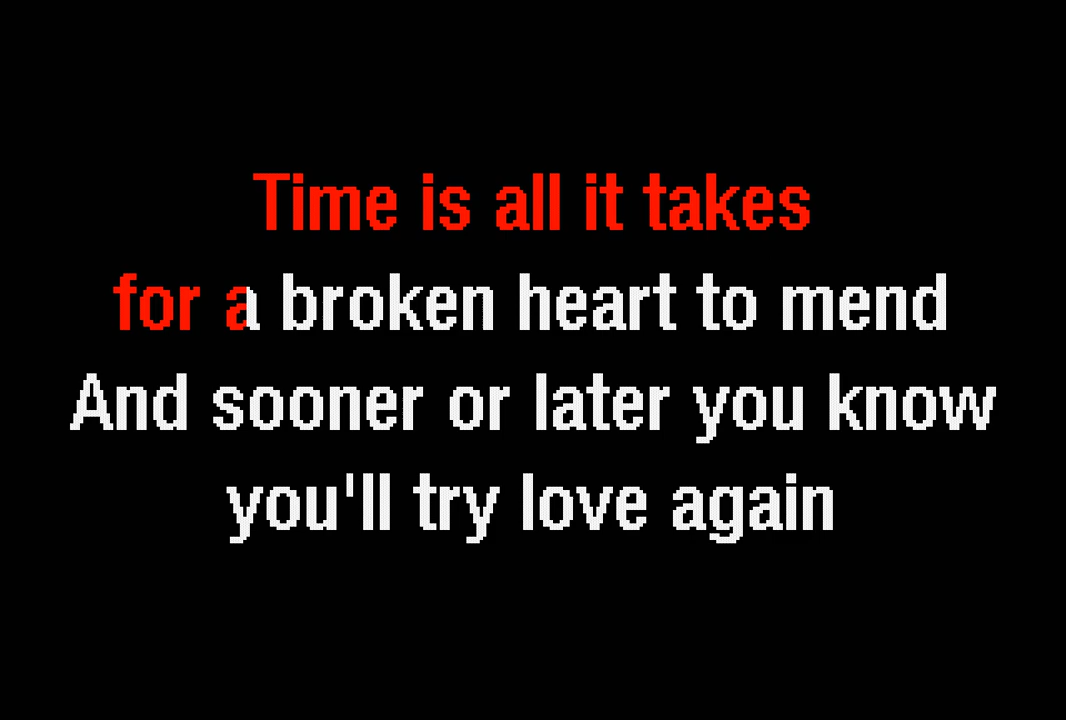 Time is all it takes
for a broken heart to mend
And sooner or later you know
you'll try love again